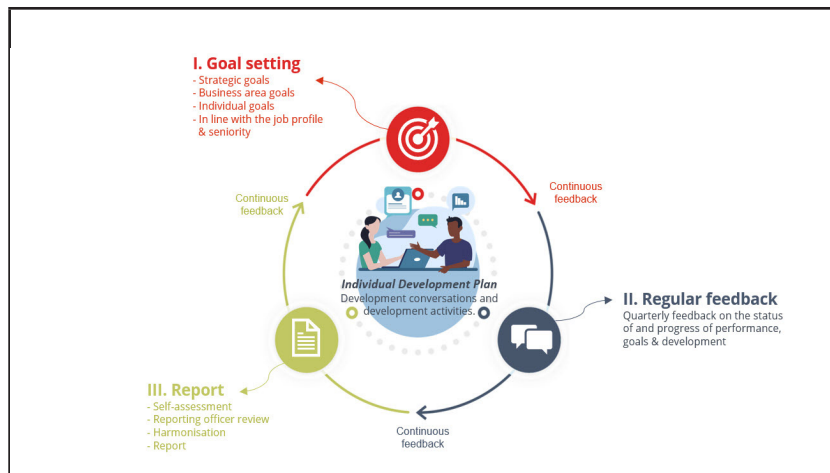 I. Goal setting
- Strategic goals
- Business area goals
- Individual goals
- In line with the job profile
& seniority
Continuous
feedback
Continuous
feedback
Individual Development Plan
Development conversations and
development activities.
II. Regular feedback
Quarterly feedback on the status
of and progress of performance,
goals & development
III. Report
- Self-assessment
- Reporting officer review
- Harmonisation
- Report
Continuous
feedback